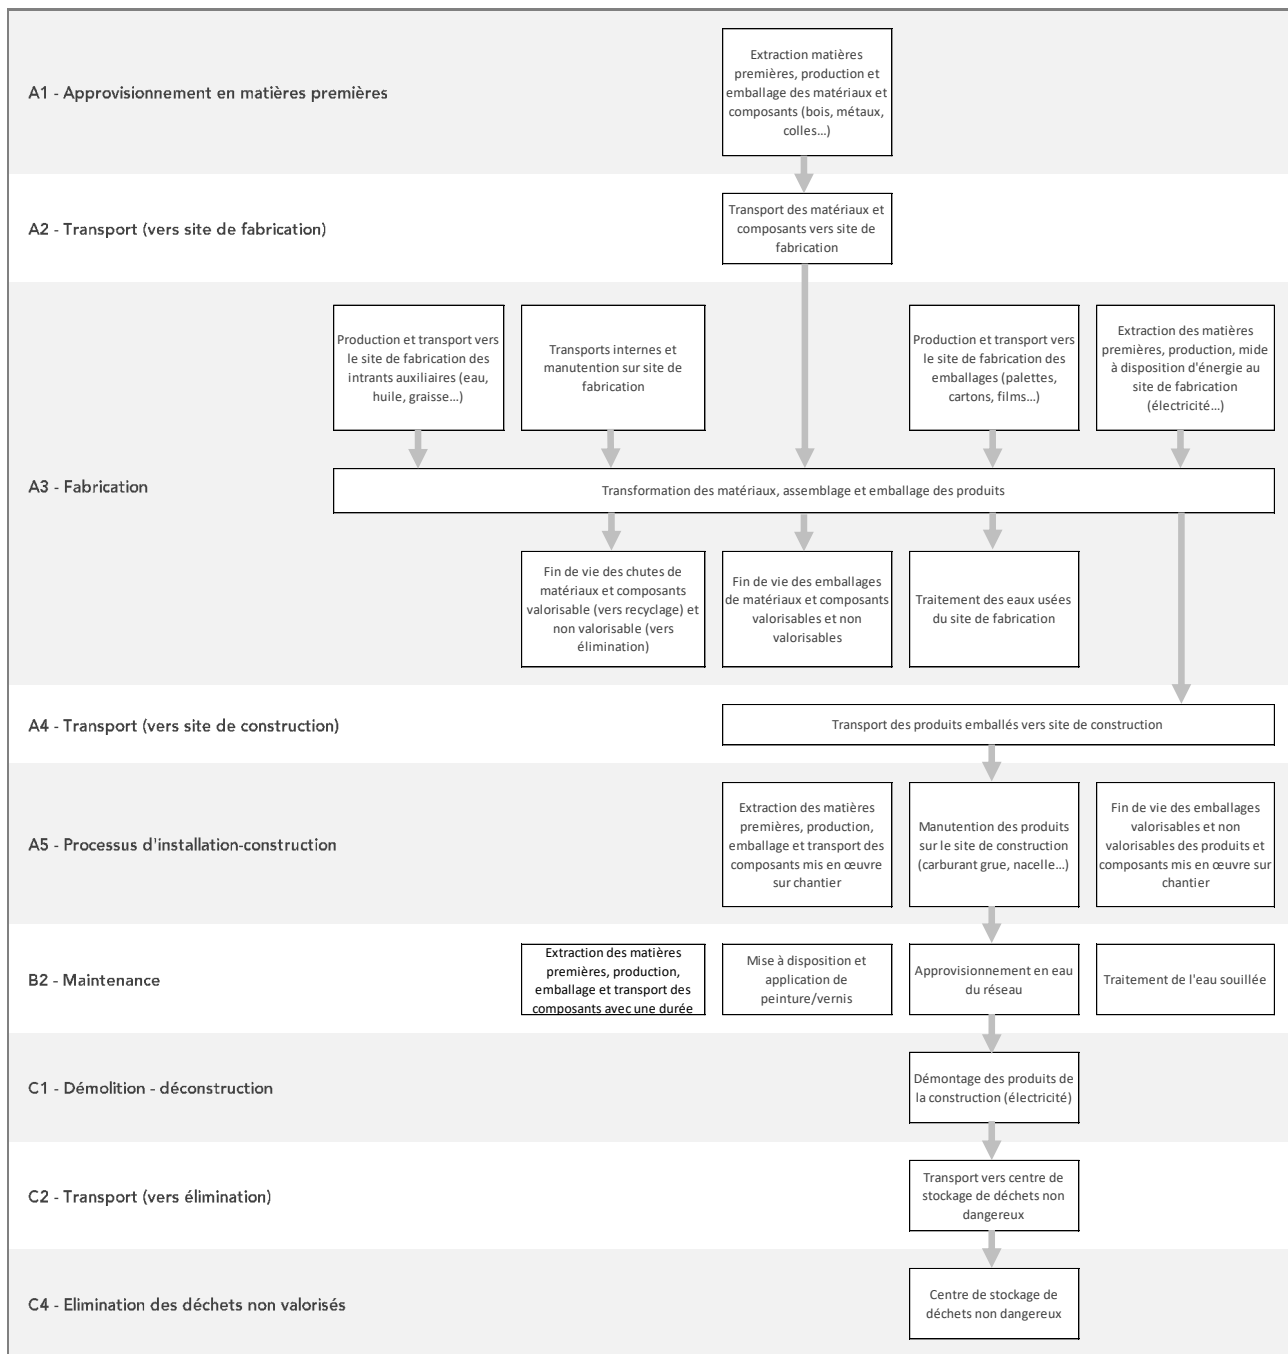 A1 - Approvisionnement en matières premières
Extraction matières
premières, production et
emballage des matériaux et
composants (bois, métaux,
colles…)
A2 - Transport (vers site de fabrication)
Transport des matériaux et
composants vers site de
fabrication
A3 - Fabrication
Production et transport vers
le site de fabrication des
intrants auxiliaires (eau,
huile, graisse…)
Transports internes et
manutention sur site de
fabrication
Production et transport vers
le site de fabrication des
emballages (palettes,
cartons, films…)
Extraction des matières
premières, production, mide
à disposition d'énergie au
site de fabrication
(électricité…)
Transformation des matériaux, assemblage et emballage des produits
Fin de vie des chutes de
matériaux et composants
valorisable (vers recyclage) et
non valorisable (vers
élimination)
Fin de vie des emballages
de matériaux et composants
valorisables et non
valorisables
Traitement des eaux usées
du site de fabrication
A4 - Transport (vers site de construction)
Transport des produits emballés vers site de construction
A5 - Processus d'installation-construction
Extraction des matières
premières, production,
emballage et transport des
composants mis en œuvre
sur chantier
Manutention des produits
sur le site de construction
(carburant grue, nacelle…)
Fin de vie des emballages
valorisables et non
valorisables des produits et
composants mis en œuvre sur
chantier
B2 - Maintenance
Extraction des matières
premières, production,
emballage et transport des
composants avec une durée
Mise à disposition et
application de
peinture/vernis
Approvisionnement en eau
du réseau
Traitement de l'eau souillée
C1 - Démolition - déconstruction
Démontage des produits de
la construction (électricité)
C2 - Transport (vers élimination)
Transport vers centre de
stockage de déchets non
dangereux
C4 - Elimination des déchets non valorisés
Centre de stockage de
déchets non dangereux